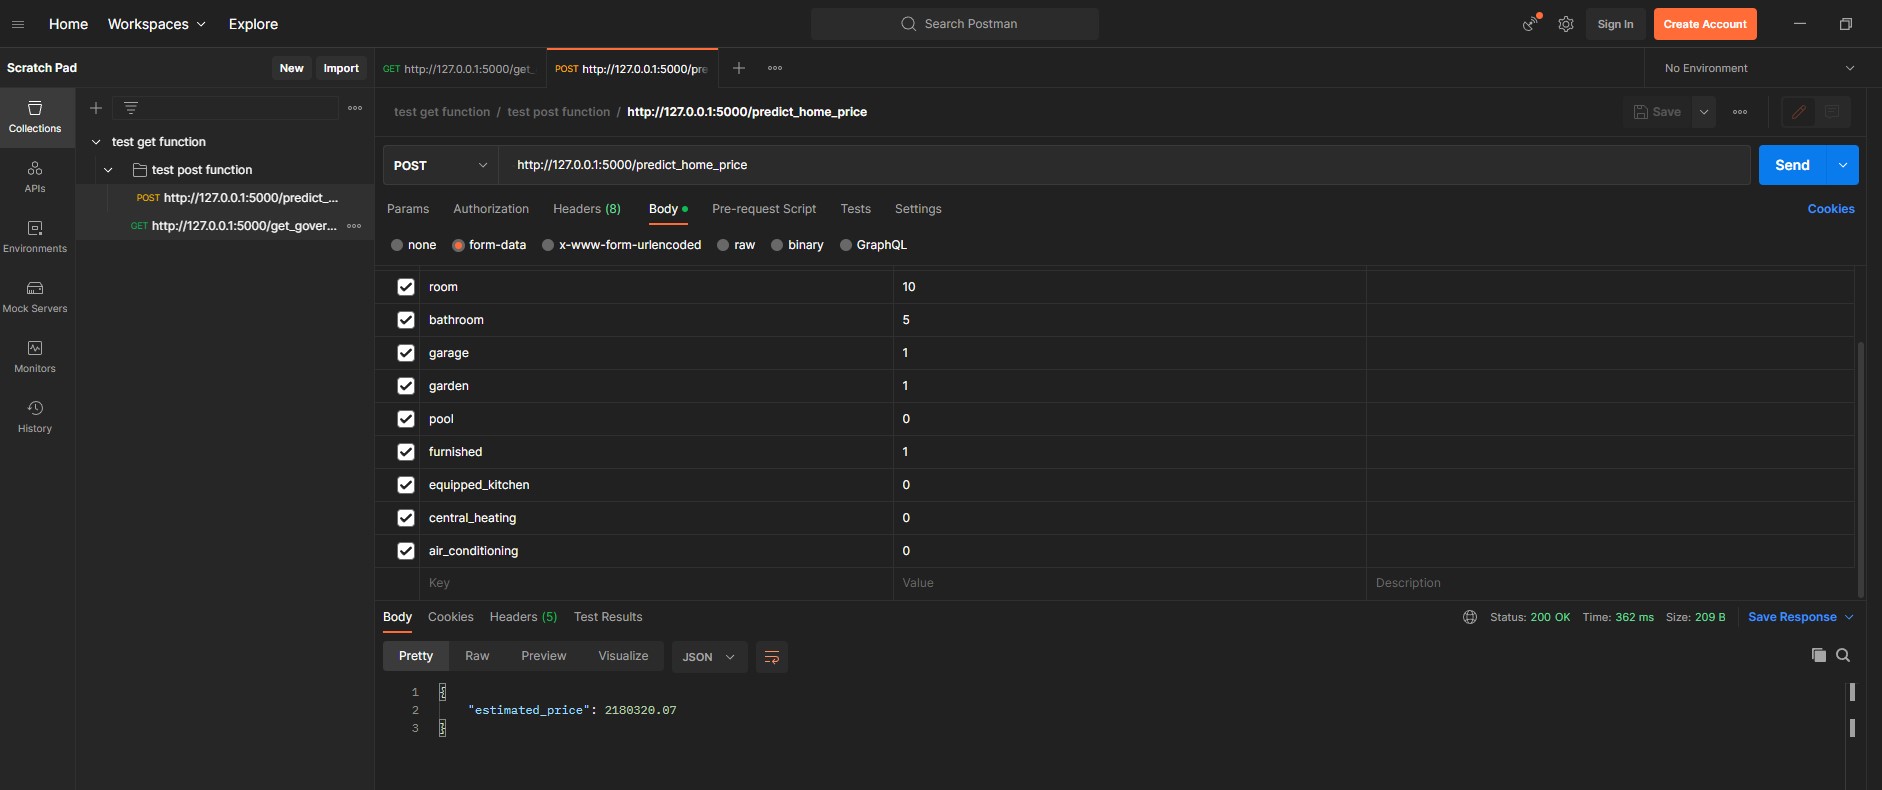 Home Workspaces Explore Search Postman Sign In Create Account
Scratch Pad New Import GET http://127.0.0.1:5000/get_ POST http://127.0.0.1:5000/pre No Environment
test get function / test post function / http://127.0.0.1:5000/predict_home_price Save
Collections
test get function
test post function
POST http://127.0.0.1:5000/predict_...
GET http://127.0.0.1:5000/get_gover...
APIs
Environments
Mock Servers
Monitors
History
POST http://127.0.0.1:5000/predict_home_price Send
Params Authorization Headers (8) Body Pre-request Script Tests Settings Cookies
none form-data x-www-form-urlencoded raw binary GraphQL
room 10
bathroom 5
garage 1
garden 1
pool 0
furnished 1
equipped_kitchen 0
central_heating 0
air_conditioning 0
Key Value Description
Body Cookies Headers (5) Test Results Status: 200 OK Time: 362 ms Size: 209 B Save Response
Pretty Raw Preview Visualize JSON
1 {
2 "estimated_price": 2180320.07
3 }